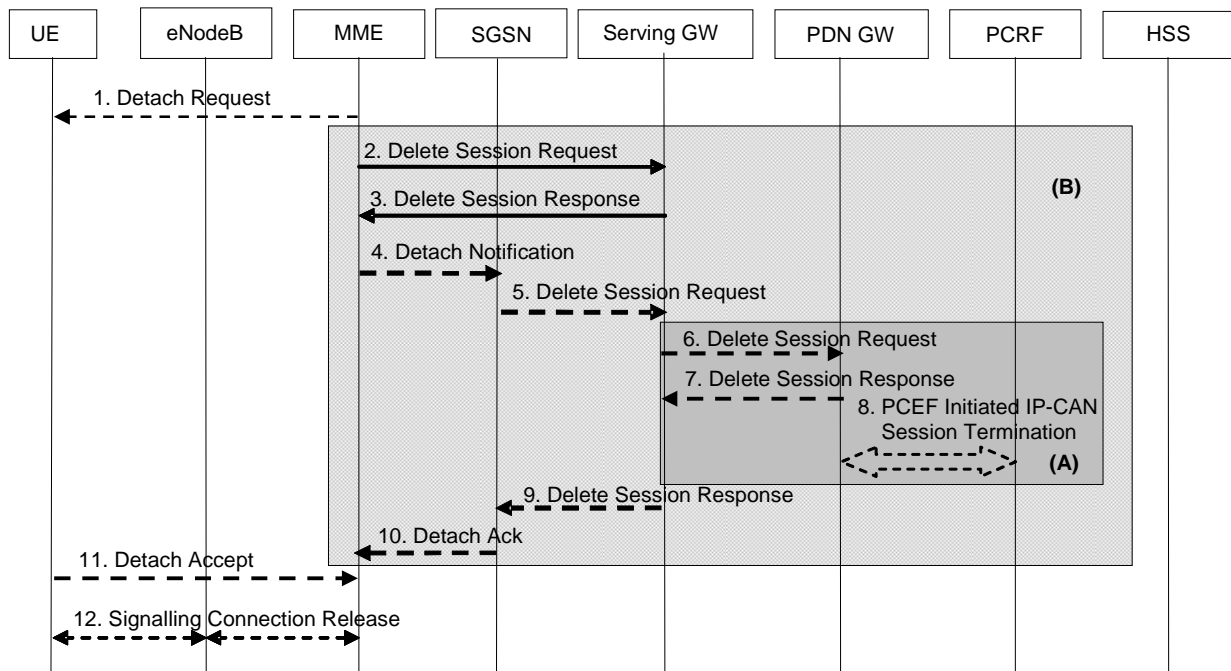 UE
eNodeB
MME
SGSN
Serving GW
PDN GW
PCRF
HSS
1. Detach Request
2. Delete Session Request
(B)
3. Delete Session Response
4. Detach Notification
5. Delete Session Request
6. Delete Session Request
7. Delete Session Response
8. PCEF Initiated IP-CAN
Session Termination
(A)
9. Delete Session Response
10. Detach Ack
11. Detach Accept
12. Signalling Connection Release